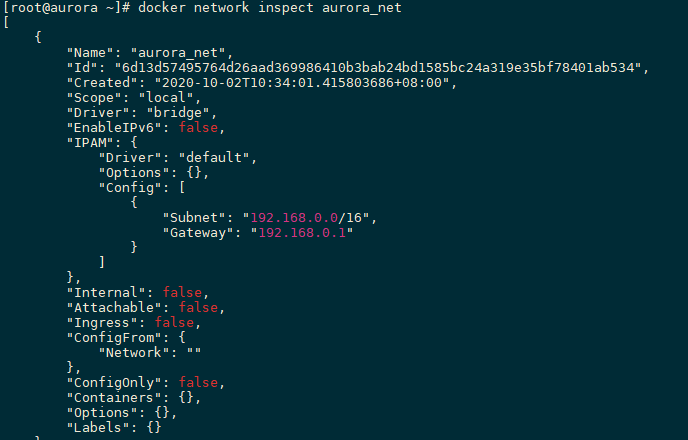 [root@aurora ~]# docker network inspect aurora_net
[
    {
        "Name": "aurora_net",
        "Id": "6d13d57495764d26aad369986410b3bab24bd1585bc24a319e35bf78401ab534",
        "Created": "2020-10-02T10:34:01.415803686+08:00",
        "Scope": "local",
        "Driver": "bridge",
        "EnableIPv6": false,
        "IPAM": {
            "Driver": "default",
            "Options": {},
            "Config": [
                {
                    "Subnet": "192.168.0.0/16",
                    "Gateway": "192.168.0.1"
                }
            ]
        },
        "Internal": false,
        "Attachable": false,
        "Ingress": false,
        "ConfigFrom": {
            "Network": ""
        },
        "ConfigOnly": false,
        "Containers": {},
        "Options": {},
        "Labels": {}
    }